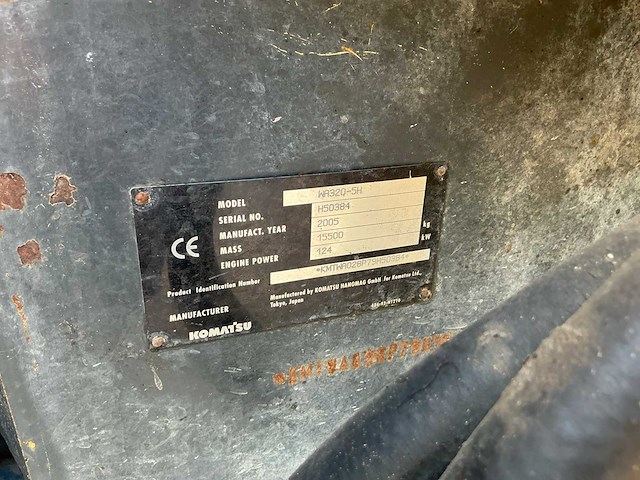 MODEL WA320-5H
SERIAL NO. H50384
MANUFACT. YEAR 2005
MASS 15500 kg
ENGINE POWER 124 kW
CE
Product Identification Number
MANUFACTURER Manufactured by KOMATSU HANOMAG GmbH for Komatsu Ltd.,
Tokyo, Japan
KOMATSU